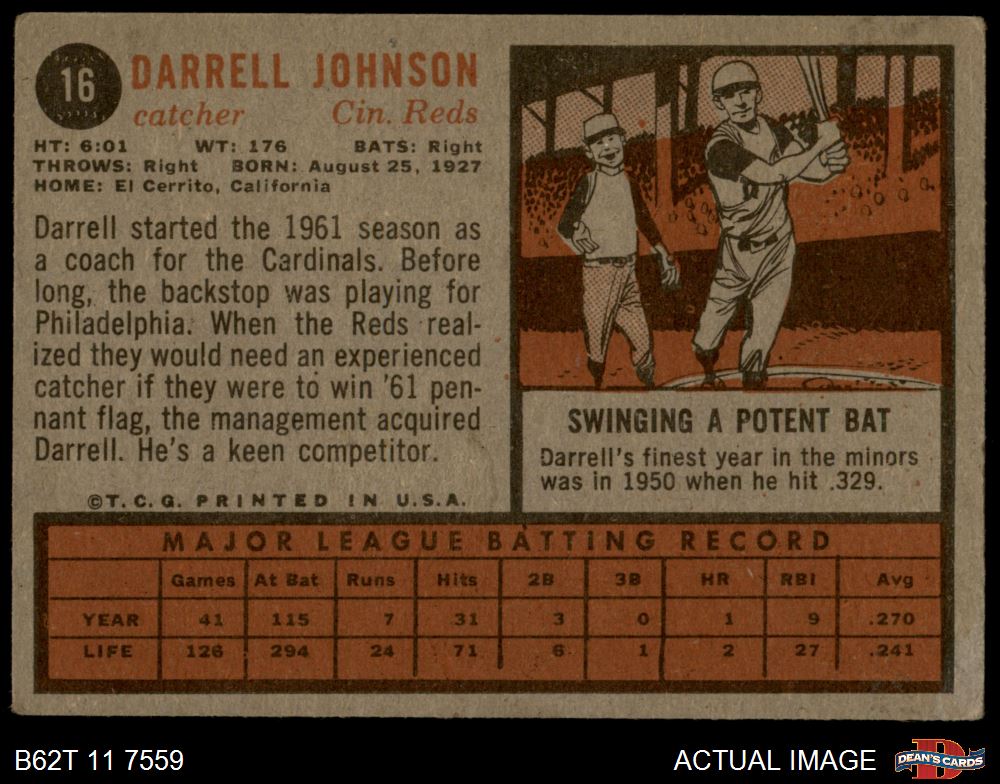 16
DARRELL JOHNSON
catcher Cin. Reds
HT: 6:01 WT: 176 BATS: Right
THROWS: Right BORN: August 25, 1927
HOME: El Cerrito, California
Darrell started the 1961 season as
a coach for the Cardinals. Before
long, the backstop was playing for
Philadelphia. When the Reds real-
ized they would need an experienced
catcher if they were to win '61 pen-
nant flag, the management acquired
Darrell. He's a keen competitor.
©T.C.G. PRINTED IN U.S.A.
SWINGING A POTENT BAT
Darrell's finest year in the minors
was in 1950 when he hit .329.
MAJOR LEAGUE BATTING RECORD
Games At Bat Runs Hits 2B 3B HR RBI Avg
YEAR 41 115 7 31 3 0 1 9 .270
LIFE 126 294 24 71 6 1 2 27 .241
B62T 11 7559 ACTUAL IMAGE
D
DEAN'S CARDS